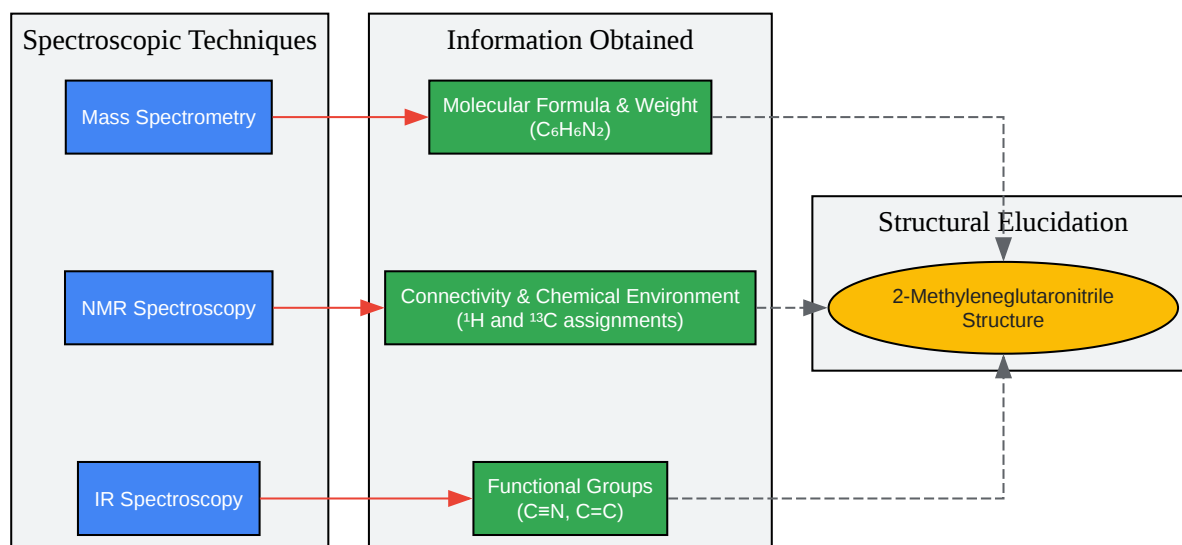 Spectroscopic Techniques
Information Obtained
Mass Spectrometry
Molecular Formula & Weight
(C₆H₆N₂)
Structural Elucidation
NMR Spectroscopy
Connectivity & Chemical Environment
(¹H and ¹³C assignments)
2-Methyleneglutaronitrile
Structure
IR Spectroscopy
Functional Groups
(C≡N, C=C)